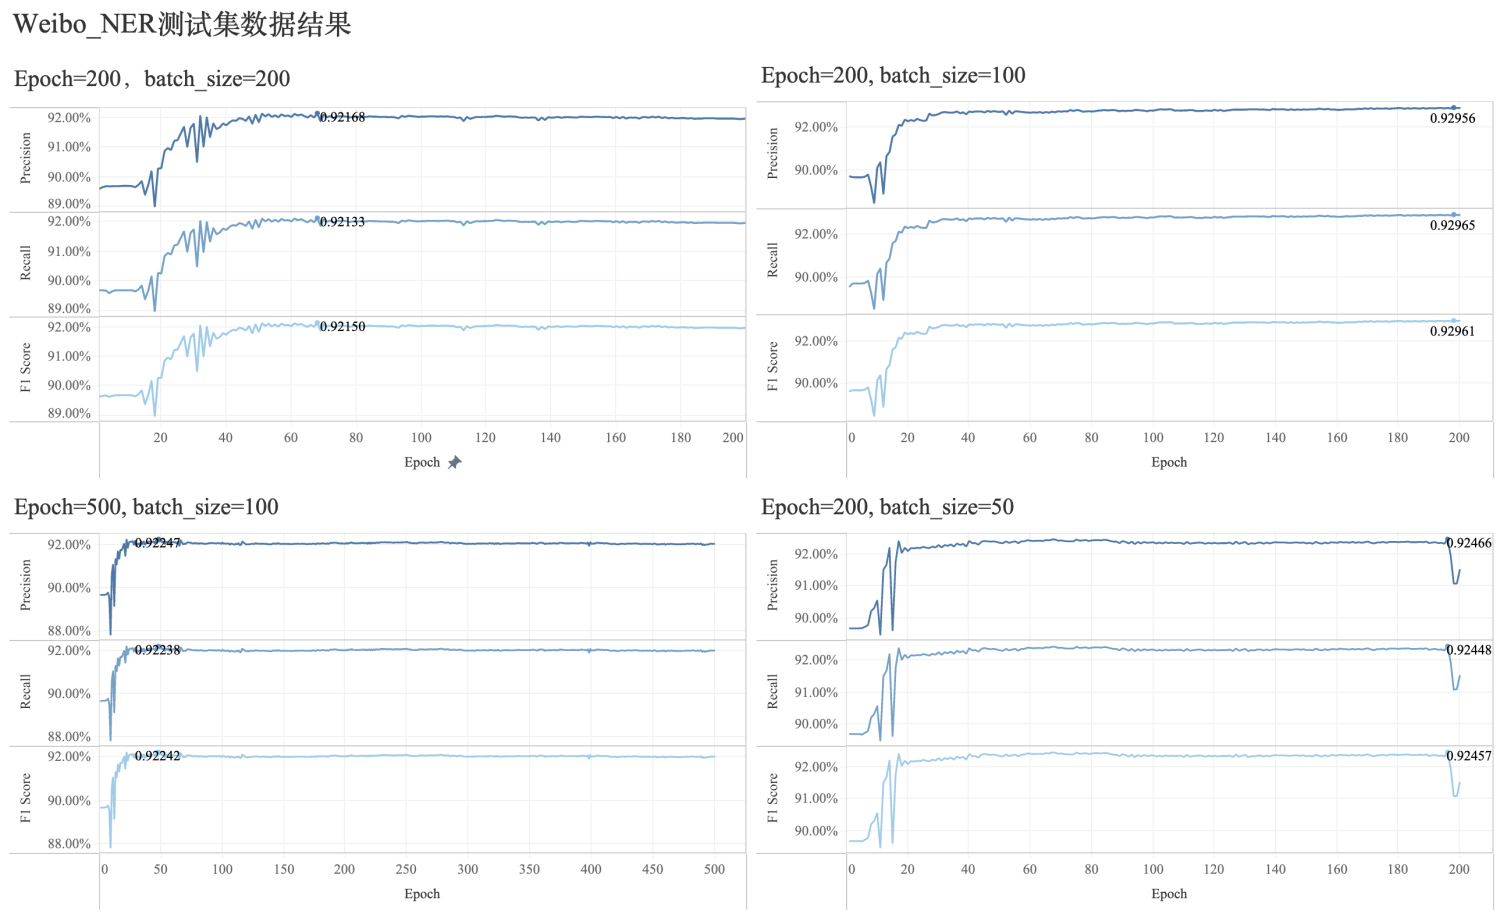 Weibo_NER测试集数据结果
Epoch=200，batch_size=200
Precision
92.00%
91.00%
90.00%
89.00%
0.92168
Recall
92.00%
91.00%
90.00%
89.00%
0.92133
F1 Score
92.00%
91.00%
90.00%
89.00%
0.92150
20 40 60 80 100 120 140 160 180 200
Epoch
Epoch=200, batch_size=100
Precision
92.00%
90.00%
0.92956
Recall
92.00%
90.00%
0.92965
F1 Score
92.00%
90.00%
0.92961
0 20 40 60 80 100 120 140 160 180 200
Epoch
Epoch=500, batch_size=100
Precision
92.00%
90.00%
88.00%
0.92247
Recall
92.00%
90.00%
88.00%
0.92238
F1 Score
92.00%
90.00%
88.00%
0.92242
0 50 100 150 200 250 300 350 400 450 500
Epoch
Epoch=200, batch_size=50
Precision
92.00%
91.00%
90.00%
0.92466
Recall
92.00%
91.00%
90.00%
0.92448
F1 Score
92.00%
91.00%
90.00%
0.92457
0 20 40 60 80 100 120 140 160 180 200
Epoch